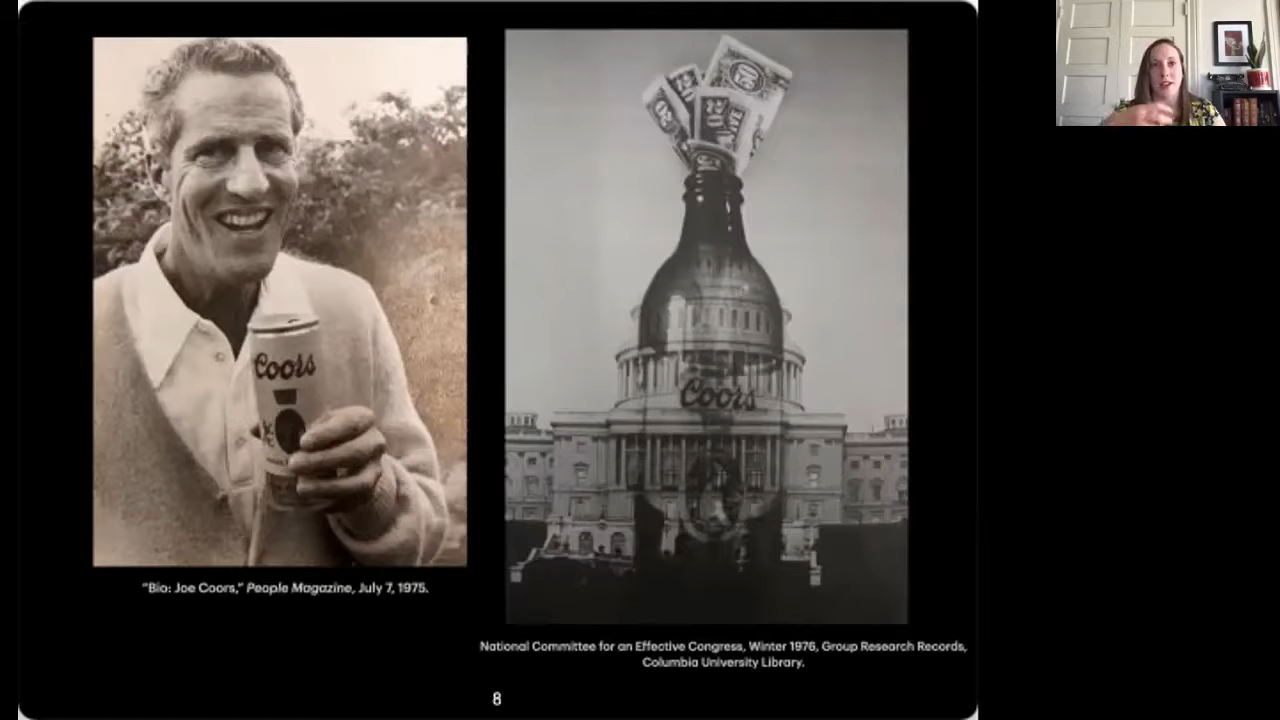 Coors
"Bio: Joe Coors," People Magazine, July 7, 1975.
Coors
National Committee for an Effective Congress, Winter 1976, Group Research Records,
Columbia University Library.
8